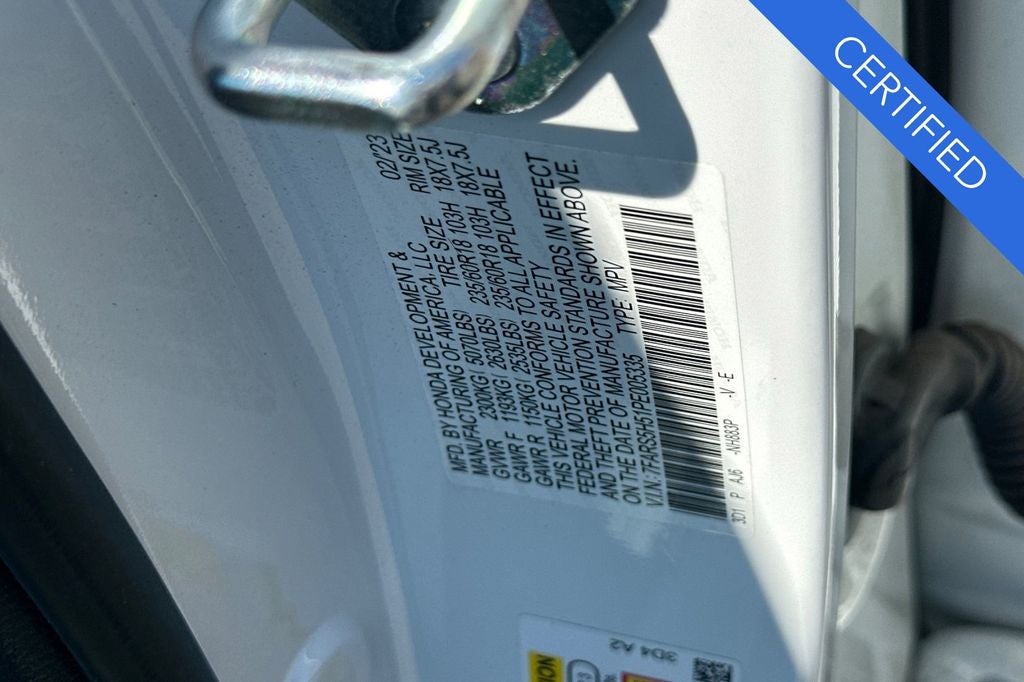 CERTIFIED
MFD. BY HONDA DEVELOPMENT & 02/23
MANUFACTURING OF AMERICA, LLC
GVWR 2300KG( 5070LBS) TIRE SIZE RIM SIZE
GAWR F 1193KG( 2630LBS) 235/60R18 103H 18X7.5J
GAWR R 1150KG( 2535LBS) 235/60R18 103H 18X7.5J
THIS VEHICLE CONFORMS TO ALL APPLICABLE
FEDERAL MOTOR VEHICLE SAFETY
AND THEFT PREVENTION STANDARDS IN EFFECT
ON THE DATE OF MANUFACTURE SHOWN ABOVE.
V.I.N.: 7FARS5H51PE005335 TYPE: MPV
3D1 P AJ6 -NH883P -V -E
3D4 A2